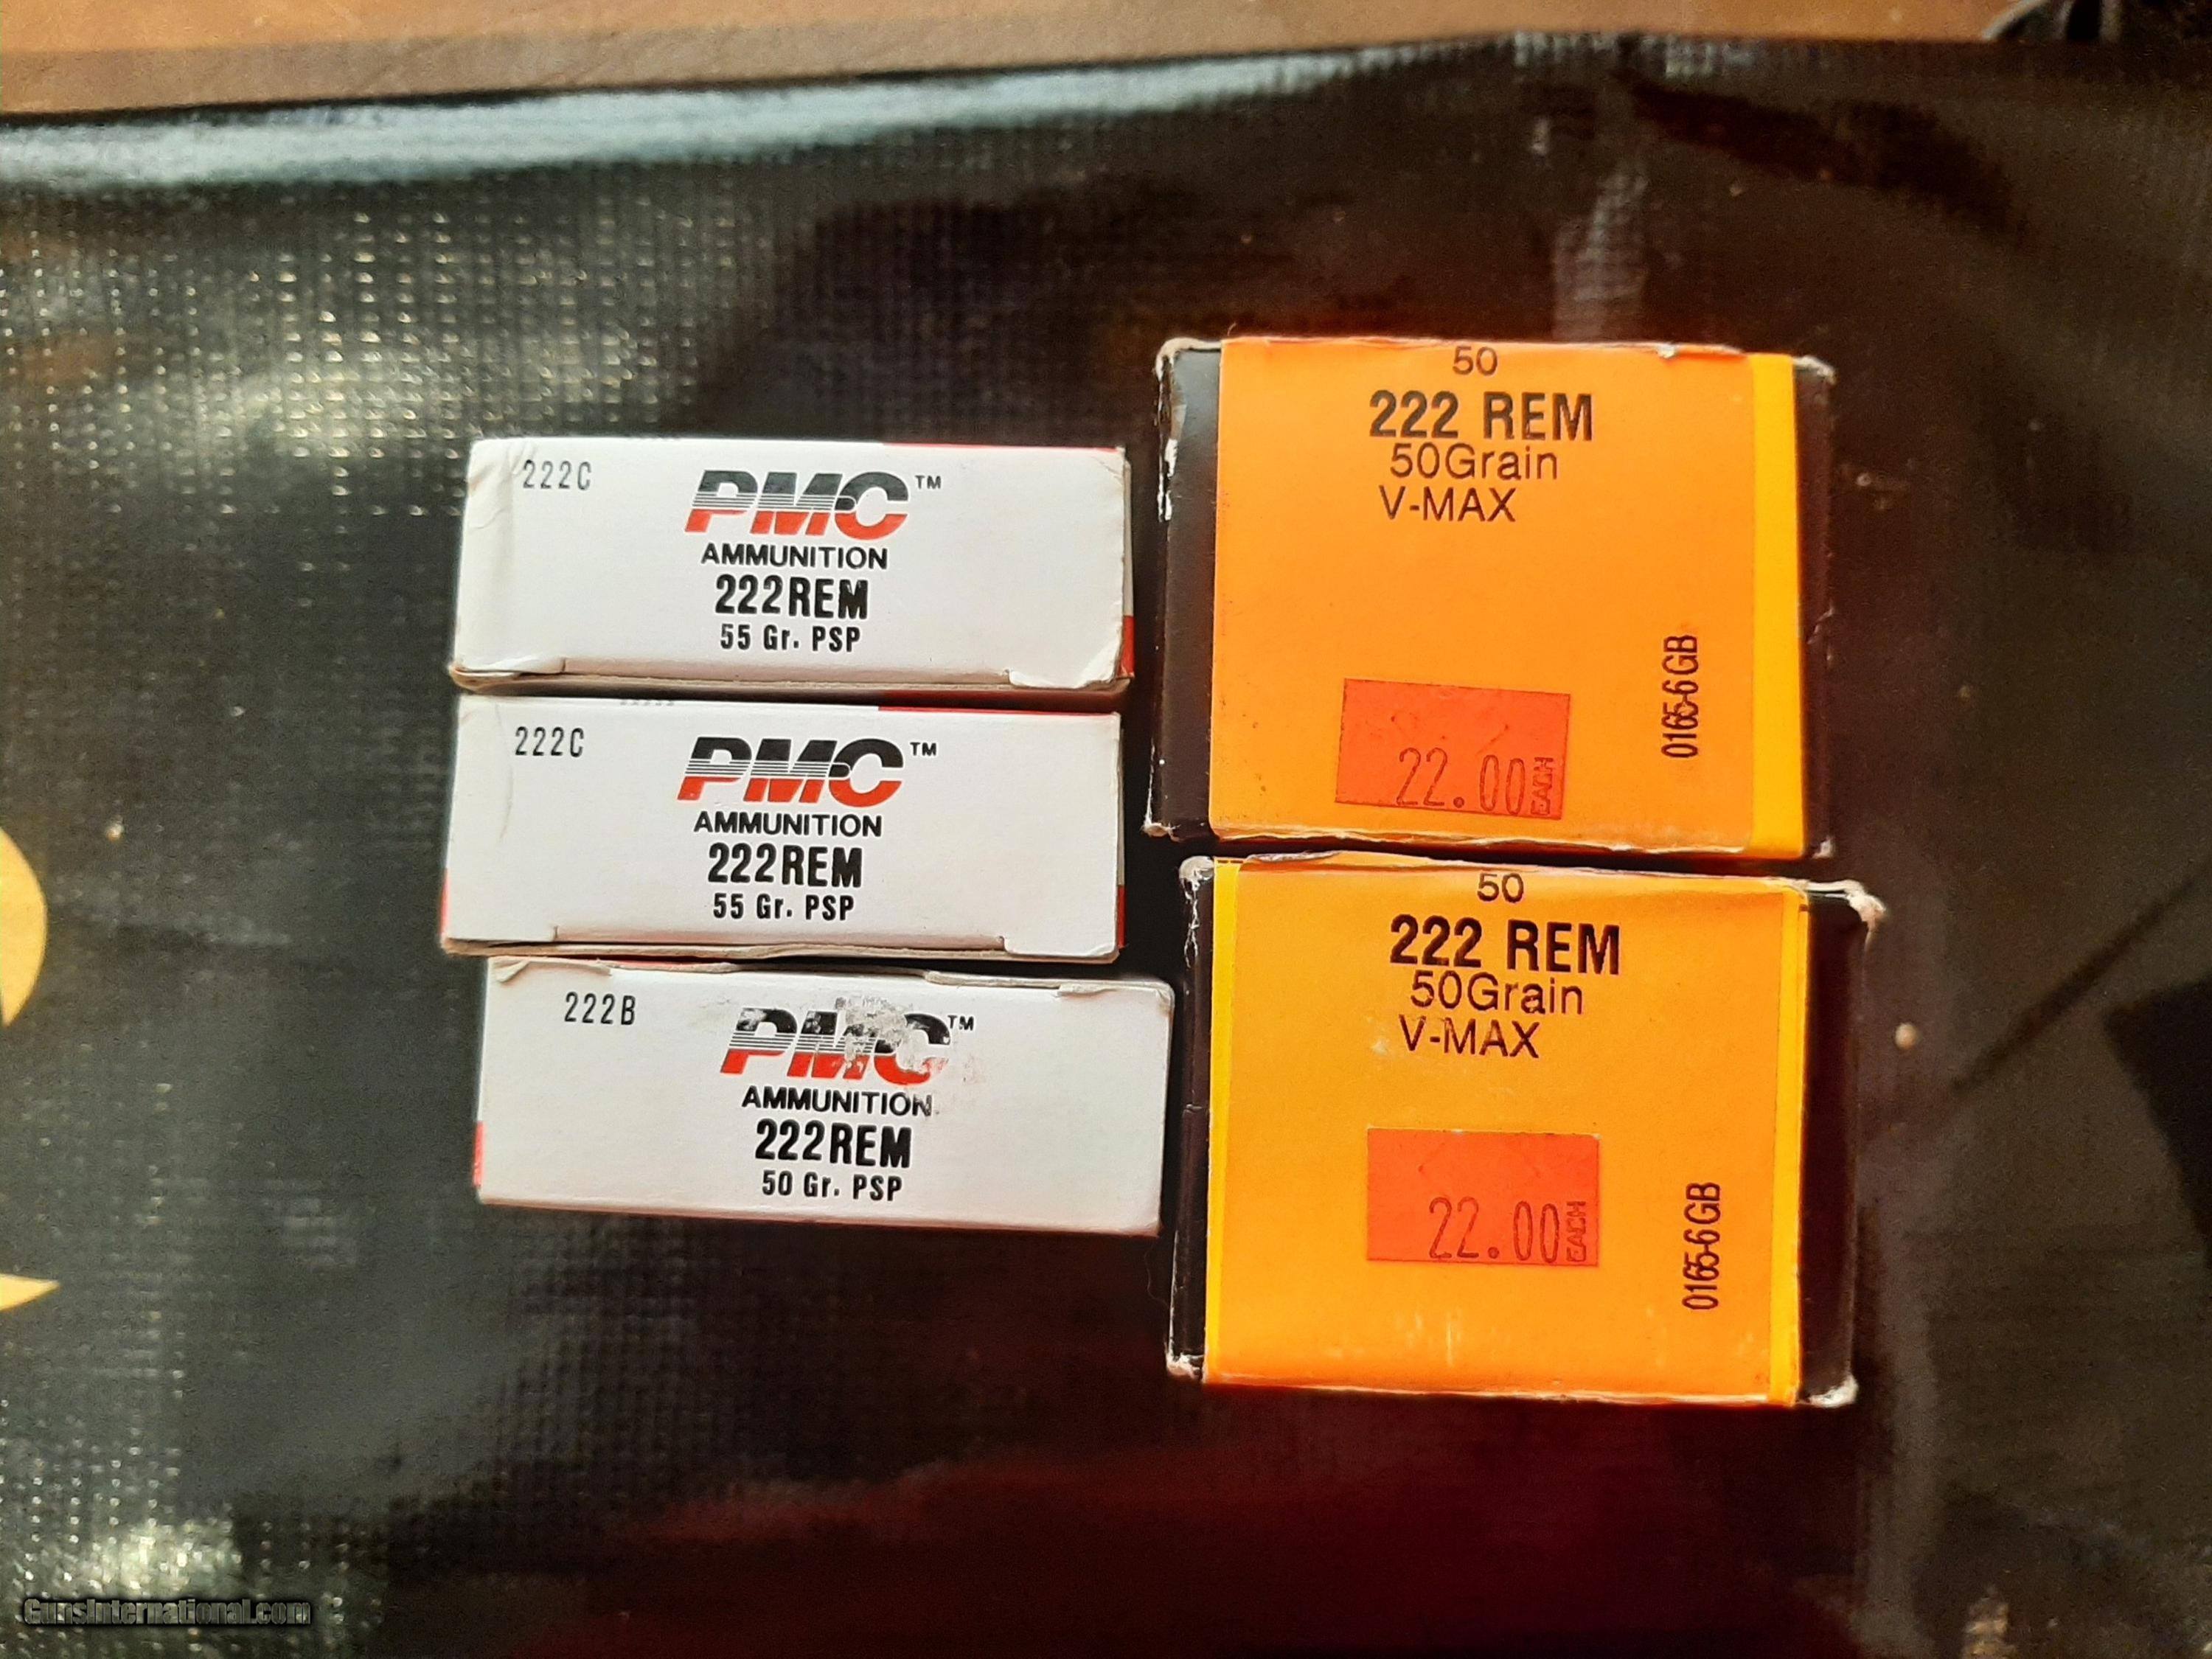 222C
PMC™
AMMUNITION
222REM
55 Gr. PSP
222C
PMC™
AMMUNITION
222REM
55 Gr. PSP
222B
PMC™
AMMUNITION
222REM
50 Gr. PSP
50
222 REM
50Grain
V-MAX
0165-6GB
22.00 EACH
50
222 REM
50Grain
V-MAX
0165-6GB
22.00 EACH
GunsInternational.com